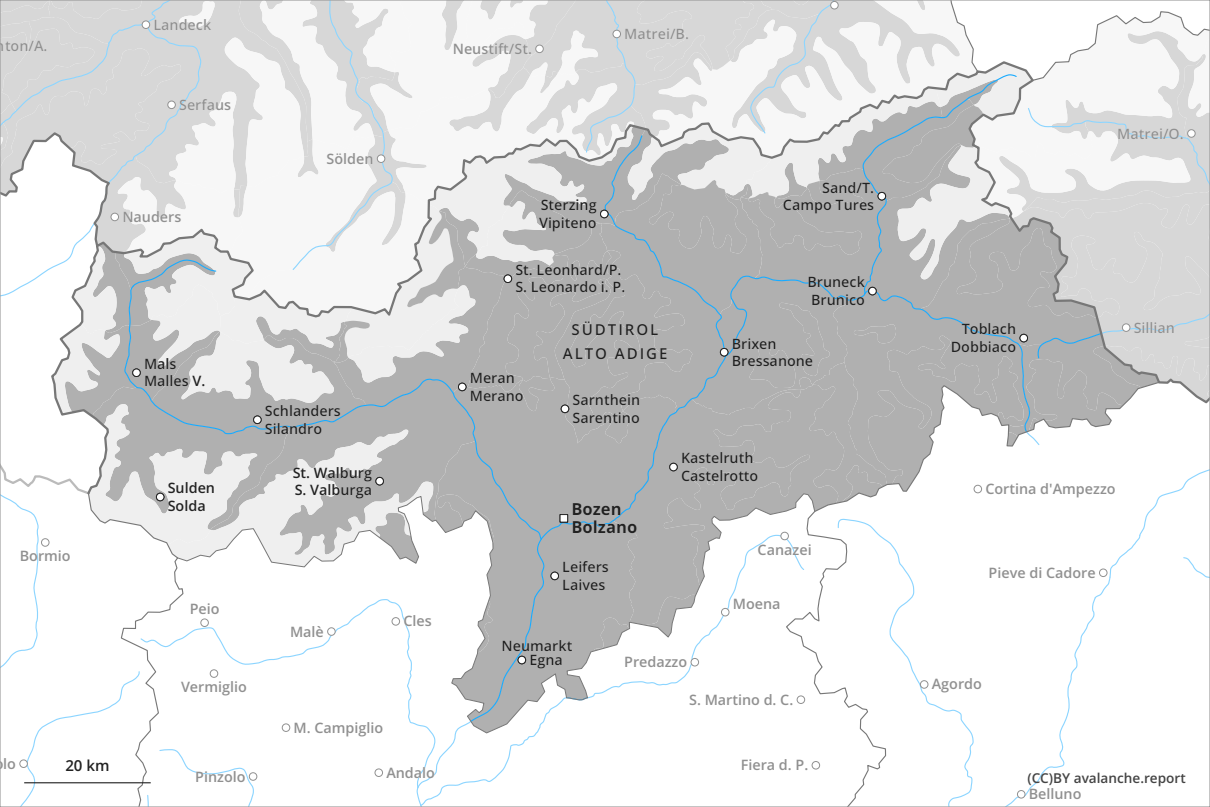 Landeck
Matrei/B.
nton/A.
Neustift/St.
Serfaus
Matrei/O.
Sölden
Sand/T.
Campo Tures
Sterzing
Vipiteno
Nauders
St. Leonhard/P.
S. Leonardo i. P.
Bruneck
Brunico
SÜDTIROL
ALTO ADIGE
Toblach
Dobbiaco
Sillian
Brixen
Bressanone
Mals
Malles V.
Meran
Merano
Sarnthein
Sarentino
Schlanders
Silandro
Kastelruth
Castelrotto
St. Walburg
S. Valburga
Sulden
Solda
Cortina d'Ampezzo
Bozen
Bolzano
Canazei
Bormio
Leifers
Laives
Pieve di Cadore
Peio
Moena
Cles
Malè
Neumarkt
Egna
Predazzo
Vermiglio
Agordo
S. Martino d. C.
M. Campiglio
olo
20 km
Pinzolo
Andalo
Fiera d. P.
(CC)BY avalanche.report
Belluno